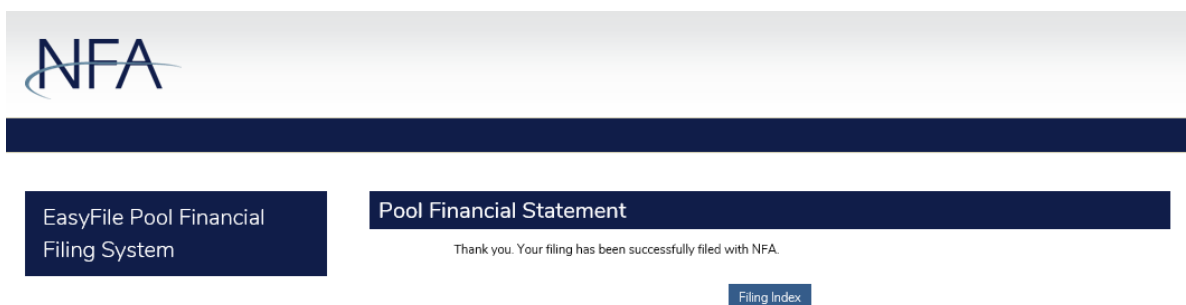 NFA
EasyFile Pool Financial
Filing System
Pool Financial Statement
Thank you. Your filing has been successfully filed with NFA.
Filing Index